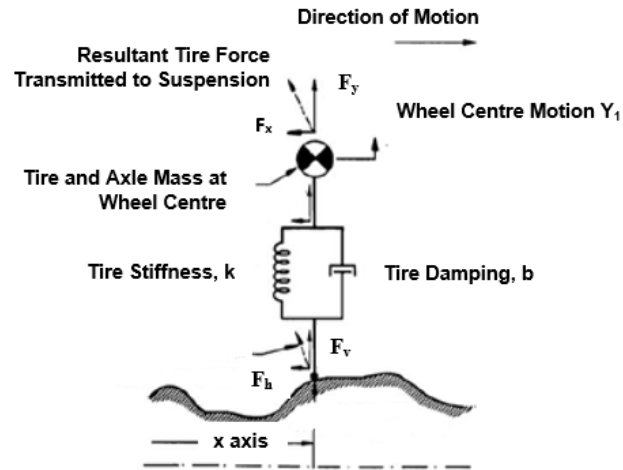 Direction of Motion
Resultant Tire Force
Transmitted to Suspension
Fy
Fx
Wheel Centre Motion Y₁
Tire and Axle Mass at
Wheel Centre
Tire Stiffness, k
Tire Damping, b
Fv
Fh
x axis